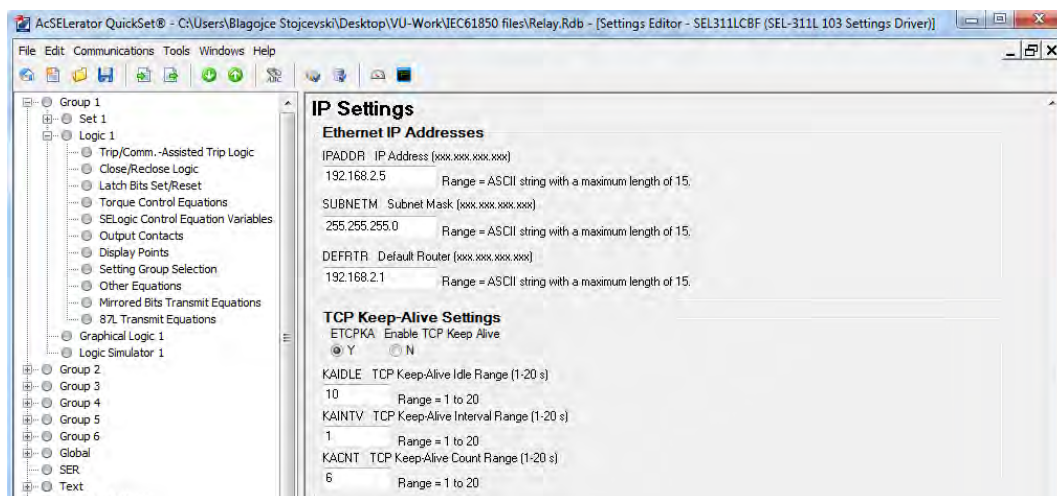 AcSELerator QuickSet® - C:\Users\Blagojce Stojcevski\Desktop\VU-Work\IEC61850 files\Relay.Rdb - [Settings Editor - SEL311LCBF (SEL-311L 103 Settings Driver)]
File Edit Communications Tools Windows Help
Group 1
Set 1
Logic 1
Trip/Comm.-Assisted Trip Logic
Close/Reclose Logic
Latch Bits Set/Reset
Torque Control Equations
SELogic Control Equation Variables
Output Contacts
Display Points
Setting Group Selection
Other Equations
Mirrored Bits Transmit Equations
87L Transmit Equations
Graphical Logic 1
Logic Simulator 1
Group 2
Group 3
Group 4
Group 5
Group 6
Global
SER
Text
IP Settings
Ethernet IP Addresses
IPADDR IP Address (xxx.xxx.xxx.xxx)
192.168.2.5 Range = ASCII string with a maximum length of 15.
SUBNETM Subnet Mask (xxx.xxx.xxx.xxx)
255.255.255.0 Range = ASCII string with a maximum length of 15.
DEFRTR Default Router (xxx.xxx.xxx.xxx)
192.168.2.1 Range = ASCII string with a maximum length of 15.
TCP Keep-Alive Settings
ETCPKA Enable TCP Keep Alive
Y N
KAIDLE TCP Keep-Alive Idle Range (1-20 s)
10 Range = 1 to 20
KAINTV TCP Keep-Alive Interval Range (1-20 s)
1 Range = 1 to 20
KACNT TCP Keep-Alive Count Range (1-20 s)
6 Range = 1 to 20